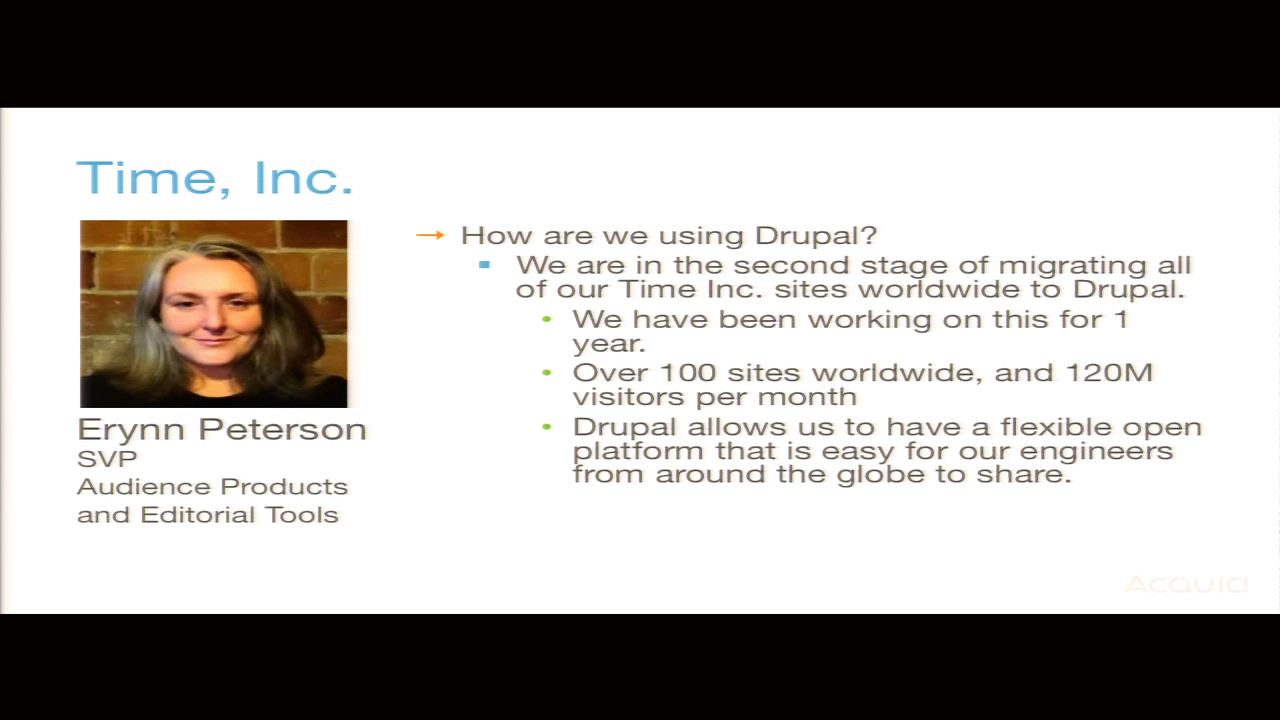 Time, Inc.
Erynn Peterson
SVP
Audience Products
and Editorial Tools
How are we using Drupal?
We are in the second stage of migrating all
of our Time Inc. sites worldwide to Drupal.
We have been working on this for 1
year.
Over 100 sites worldwide, and 120M
visitors per month
Drupal allows us to have a flexible open
platform that is easy for our engineers
from around the globe to share.
Acquia